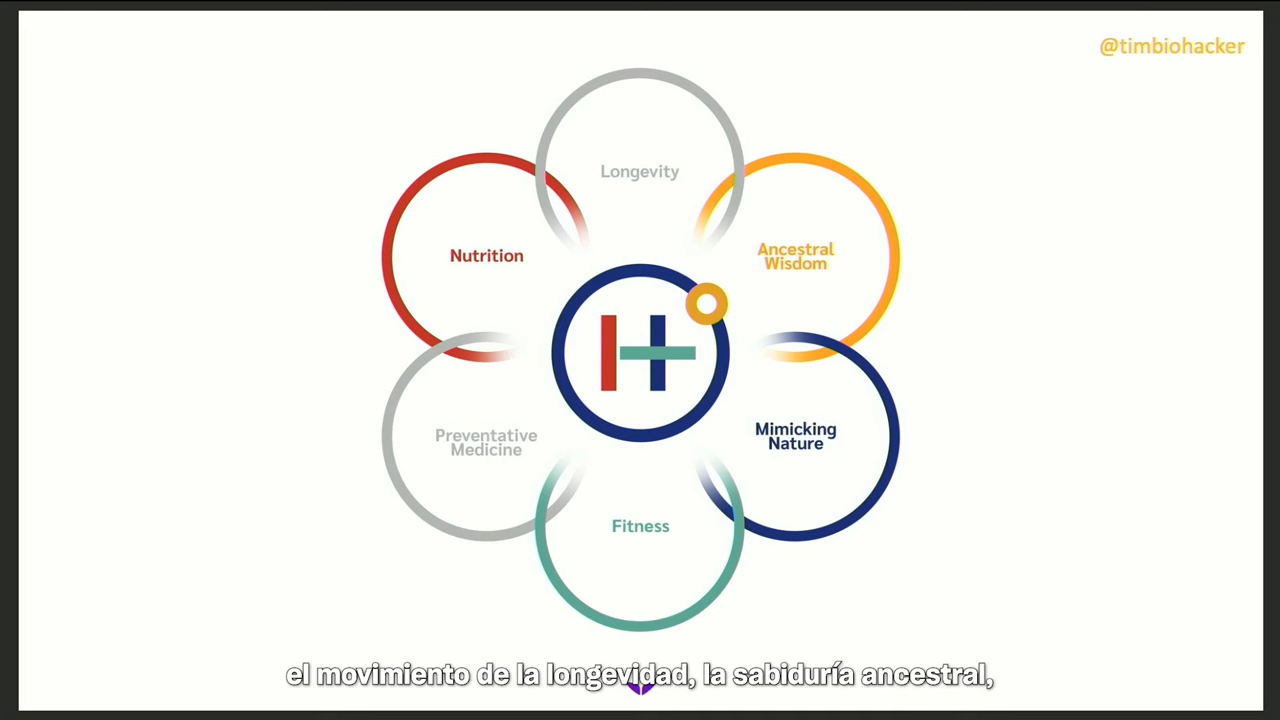 @timbiohacker
Longevity
Nutrition
Ancestral
Wisdom
H
Preventative
Medicine
Mimicking
Nature
Fitness
el movimiento de la longevidad, la sabiduría ancestral,